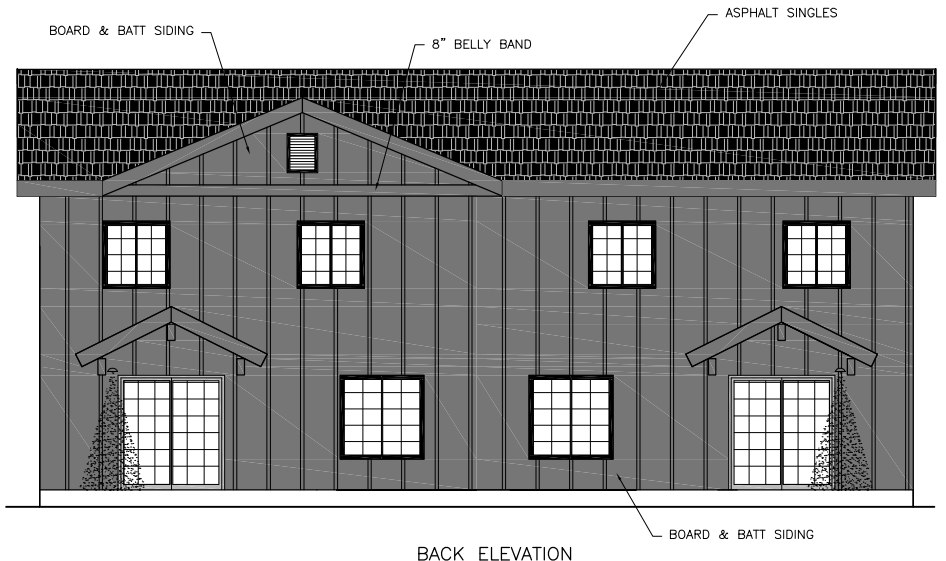 ASPHALT SINGLES
BOARD & BATT SIDING
8" BELLY BAND
BOARD & BATT SIDING
BACK ELEVATION